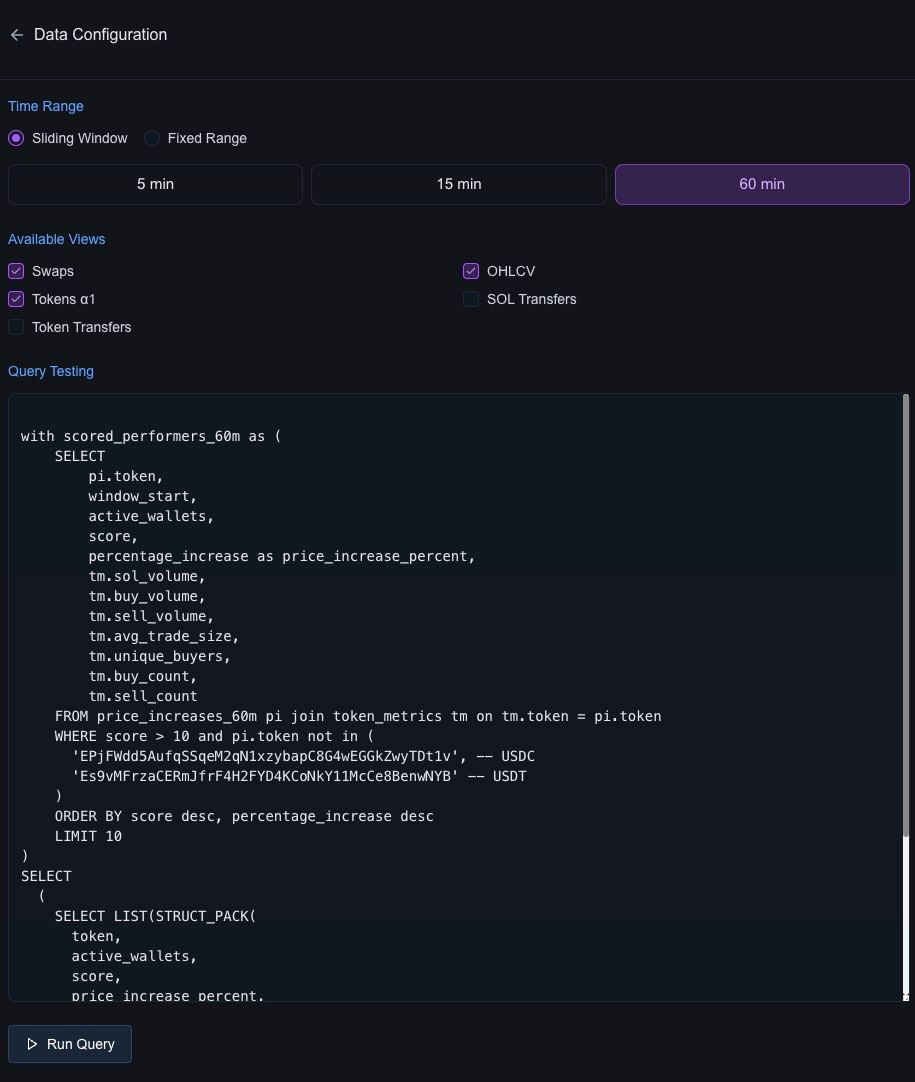 Data Configuration
Time Range
Sliding Window
Fixed Range
5 min
15 min
60 min
Available Views
Swaps
OHLCV
Tokens α1
SOL Transfers
Token Transfers
Query Testing
with scored_performers_60m as (
    SELECT
        pi.token,
        window_start,
        active_wallets,
        score,
        percentage_increase as price_increase_percent,
        tm.sol_volume,
        tm.buy_volume,
        tm.sell_volume,
        tm.avg_trade_size,
        tm.unique_buyers,
        tm.buy_count,
        tm.sell_count
    FROM price_increases_60m pi join token_metrics tm on tm.token = pi.token
    WHERE score > 10 and pi.token not in (
      'EPjFWdd5AufqSSqeM2qN1xzybapC8G4wEGGkZwyTDt1v', -- USDC
      'Es9vMFrzaCERmJfrF4H2FYD4KCoNkY11McCe8BenwNYB' -- USDT
    )
    ORDER BY score desc, percentage_increase desc
    LIMIT 10
)
SELECT
  (
    SELECT LIST(STRUCT_PACK(
      token,
      active_wallets,
      score,
      price_increase_percent,
Run Query